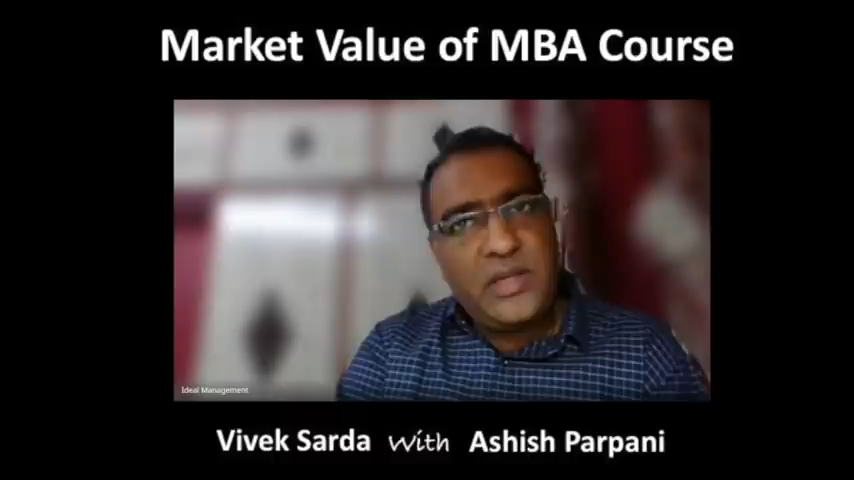 Market Value of MBA Course
Ideal Management
Vivek Sarda With Ashish Parpani